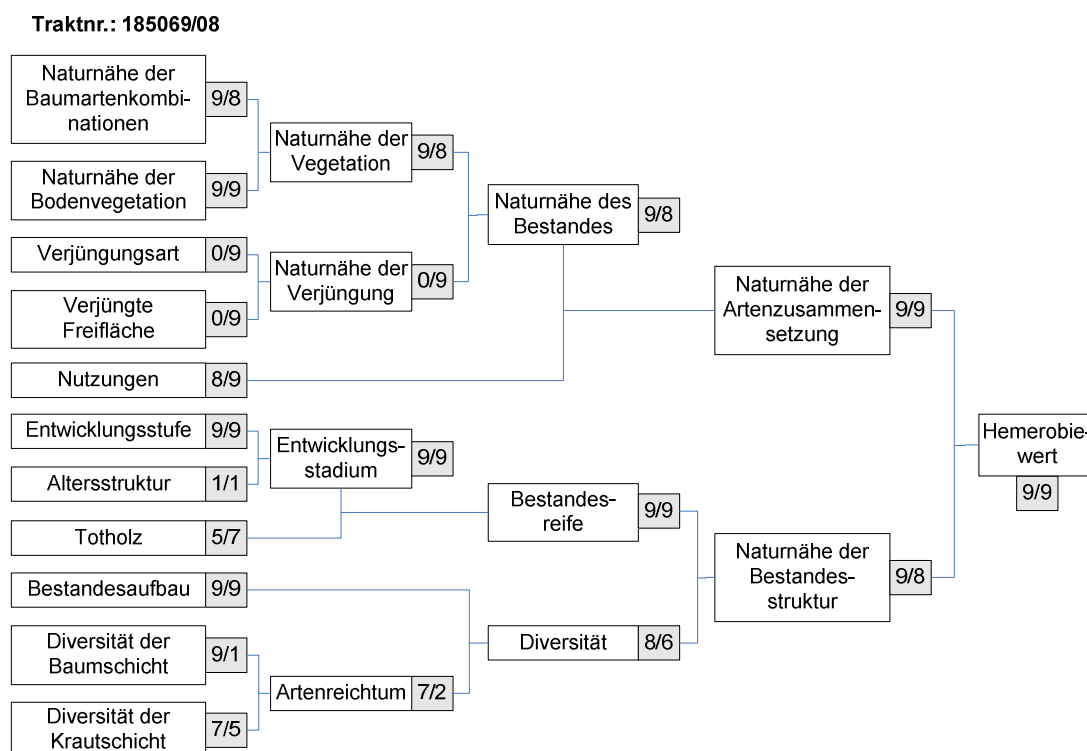 Traktnr.: 185069/08
Naturnähe der
Baumartenkombi-
nationen
9/8
Naturnähe der
Bodenvegetation
9/9
Verjüngungsart
0/9
Verjüngte
Freifläche
0/9
Nutzungen
8/9
Entwicklungsstufe
9/9
Altersstruktur
1/1
Totholz
5/7
Bestandesaufbau
9/9
Diversität der
Baumschicht
9/1
Diversität der
Krautschicht
7/5
Naturnähe der
Vegetation
9/8
Naturnähe der
Verjüngung
0/9
Entwicklungs-
stadium
9/9
Artenreichtum
7/2
Naturnähe des
Bestandes
9/8
Bestandes-
reife
9/9
Diversität
8/6
Naturnähe der
Artenzusammen-
setzung
9/9
Naturnähe der
Bestandes-
struktur
9/8
Hemerobie-
wert
9/9